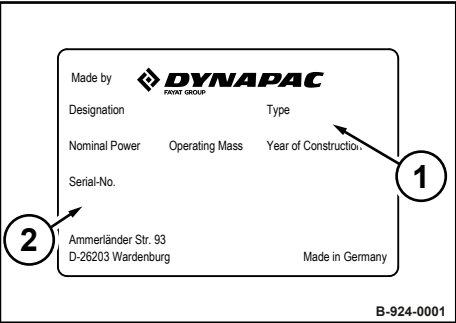 Made by DYNAPAC
FAYAT GROUP
Designation Type
Nominal Power Operating Mass Year of Construction
1
Serial-No.
2
Ammerländer Str. 93
D-26203 Wardenburg Made in Germany
B-924-0001